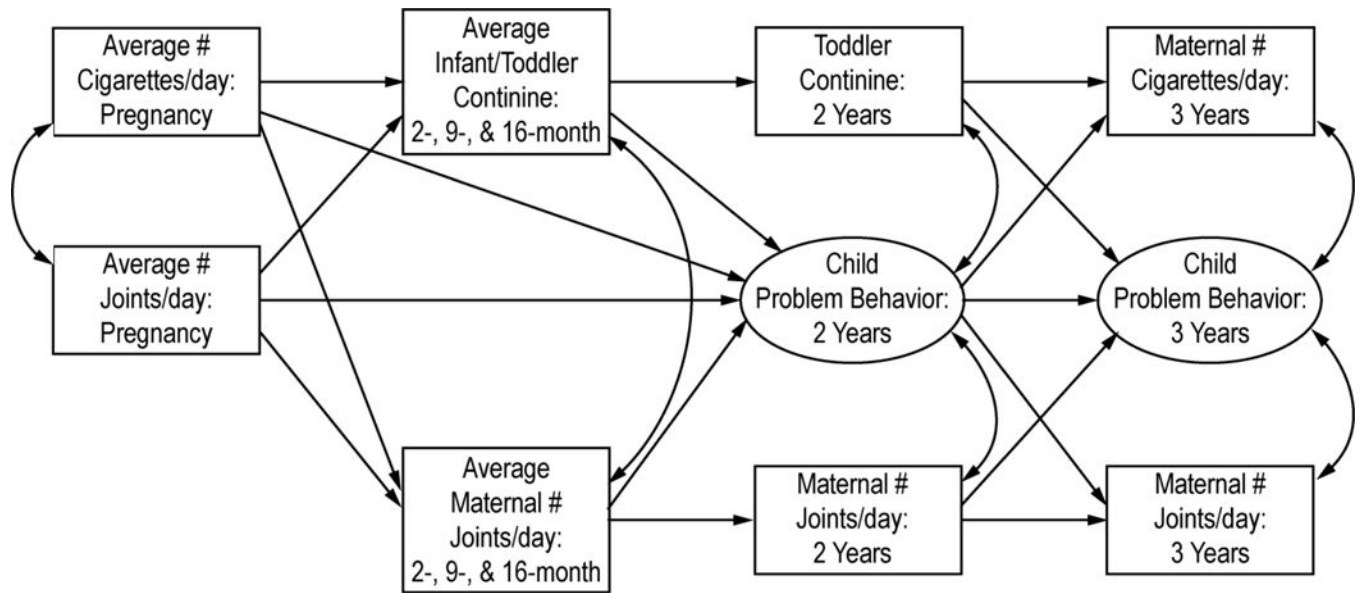 Average #
Cigarettes/day:
Pregnancy
Average
Infant/Toddler
Continine:
2-, 9-, & 16-month
Toddler
Continine:
2 Years
Maternal #
Cigarettes/day:
3 Years
Average #
Joints/day:
Pregnancy
Child
Problem Behavior:
2 Years
Child
Problem Behavior:
3 Years
Average
Maternal #
Joints/day:
2-, 9-, & 16-month
Maternal #
Joints/day:
2 Years
Maternal #
Joints/day:
3 Years